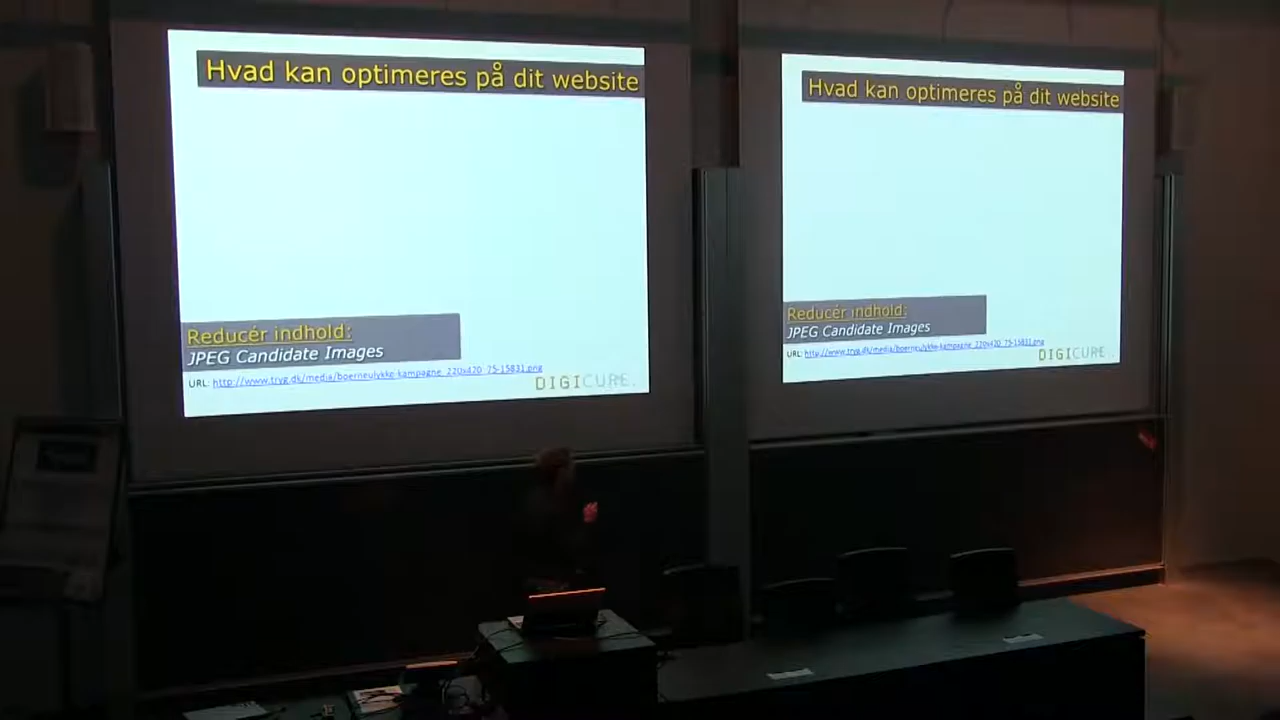 Hvad kan optimeres på dit website
Reducér indhold:
JPEG Candidate Images
URL: http://www.tryg.dk/media/boerneulykke-kampagne_220x420_75-15831.png
DIGICURE.
Hvad kan optimeres på dit website
Reducér indhold:
JPEG Candidate Images
URL: http://www.tryg.dk/media/boerneulykke-kampagne_220x420_75-15831.png
DIGICURE.